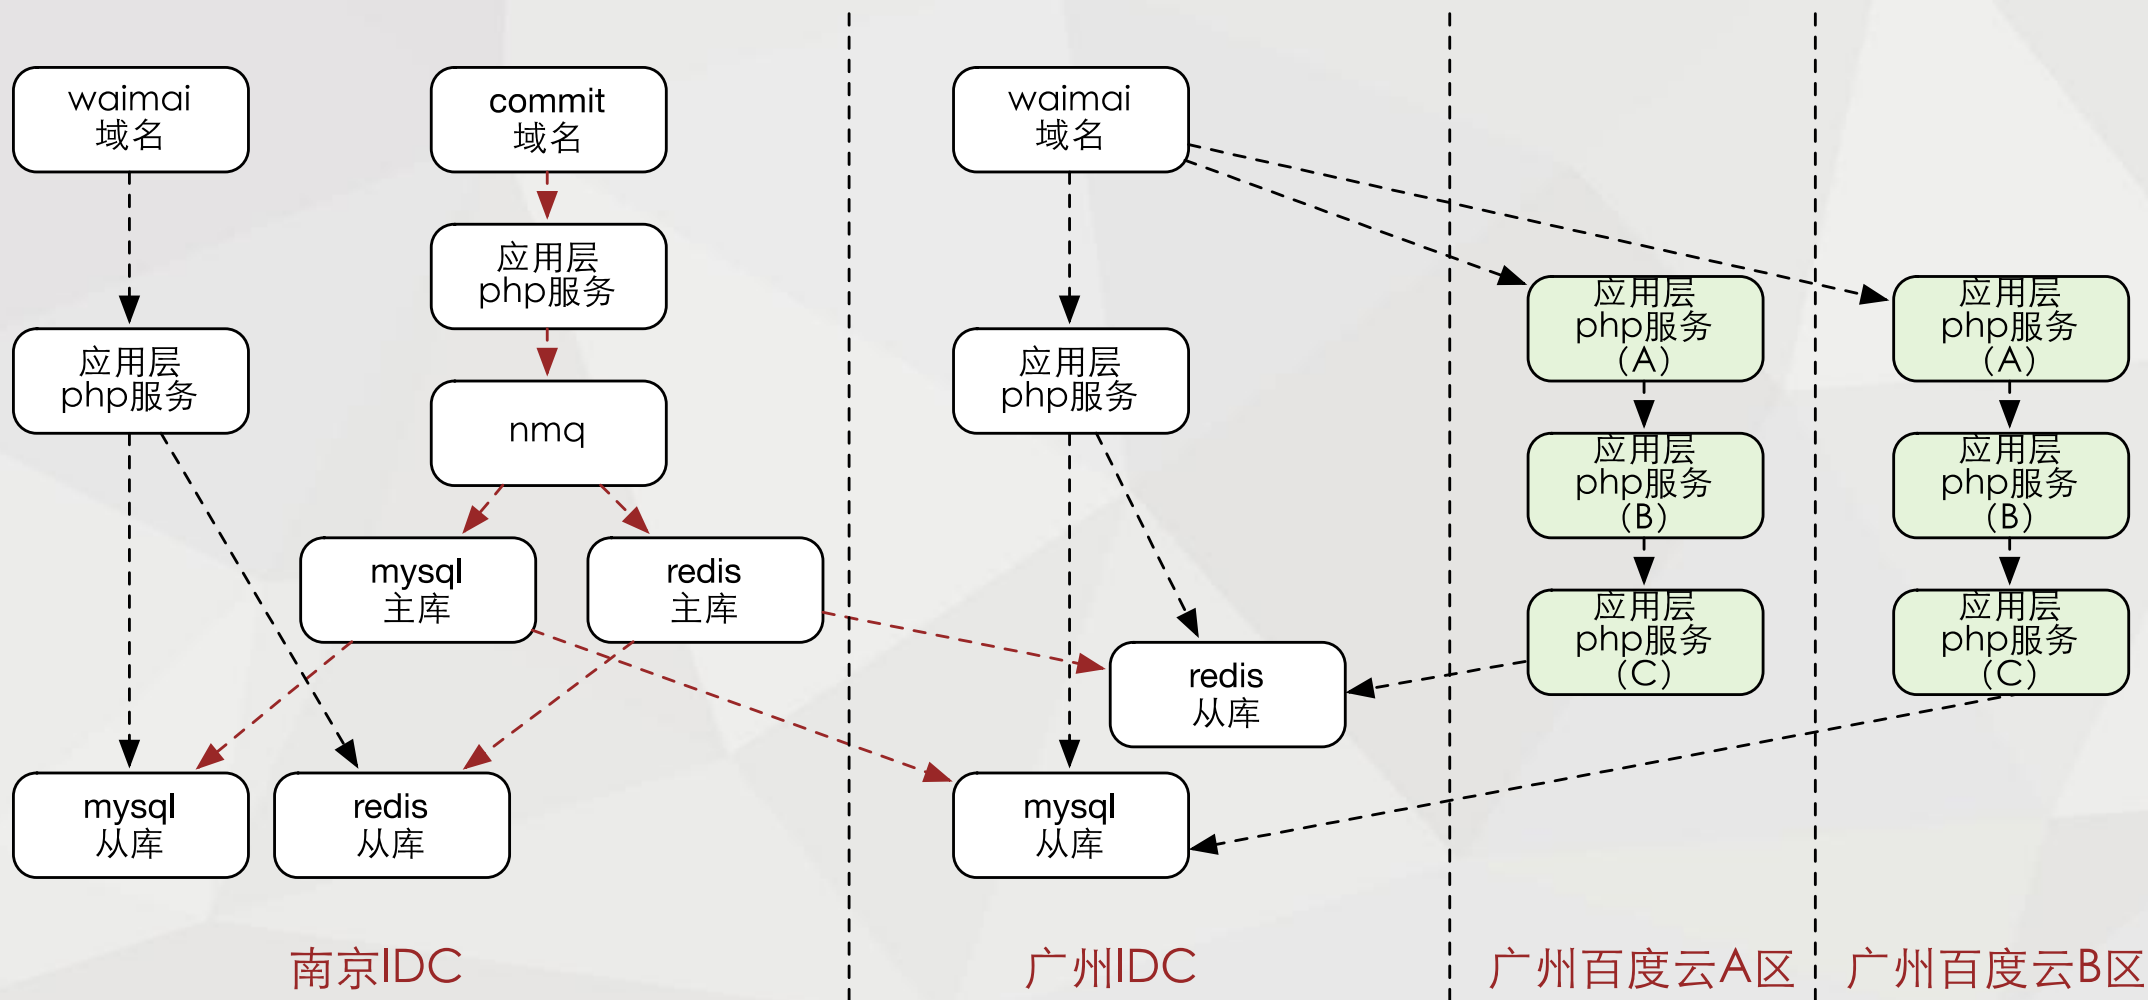 waimai
域名
commit
域名
应用层
php服务
应用层
php服务
nmq
mysql
主库
redis
主库
mysql
从库
redis
从库
南京IDC
waimai
域名
应用层
php服务
redis
从库
mysql
从库
广州IDC
应用层
php服务
(A)
应用层
php服务
(B)
应用层
php服务
(C)
广州百度云A区
应用层
php服务
(A)
应用层
php服务
(B)
应用层
php服务
(C)
广州百度云B区